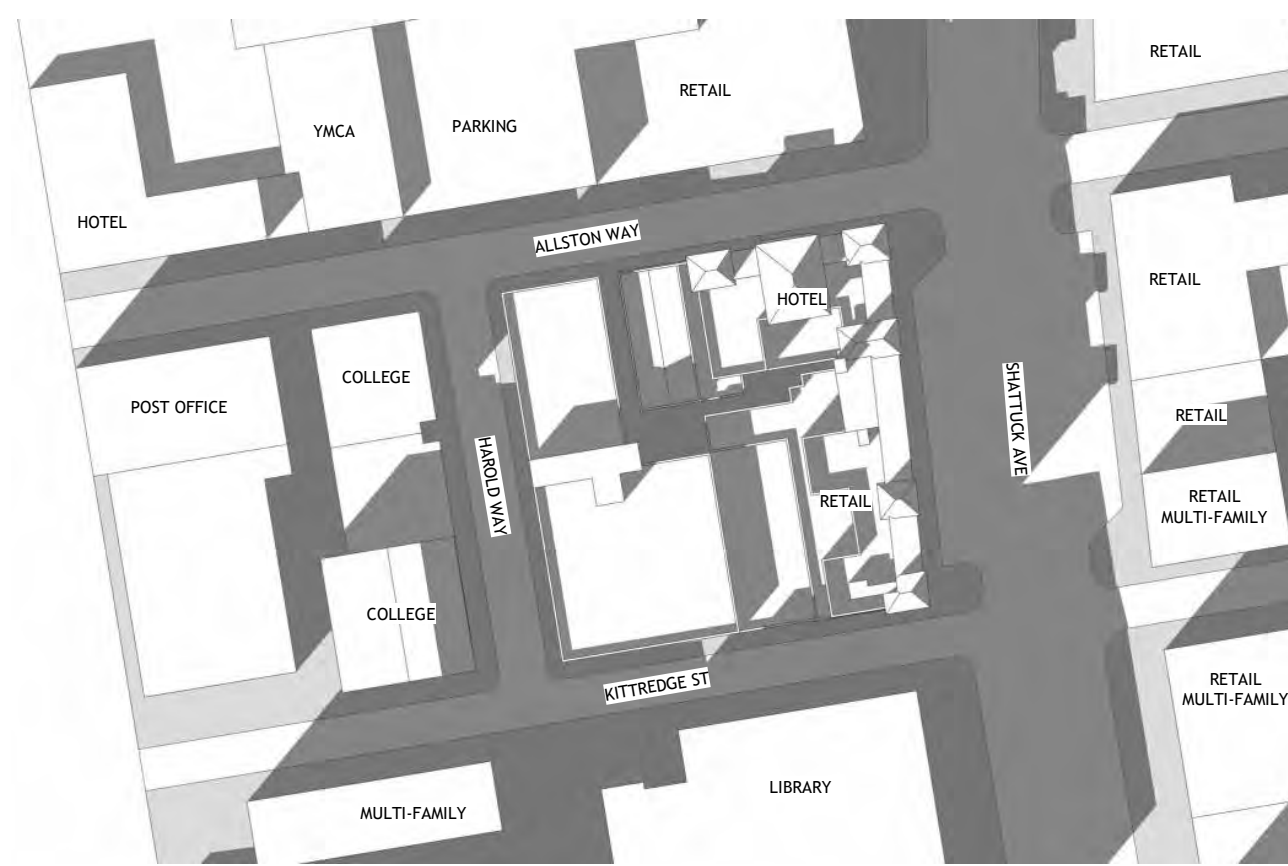 RETAIL
RETAIL
YMCA
PARKING
HOTEL
ALLSTON WAY
HOTEL
RETAIL
COLLEGE
POST OFFICE
SHATTUCK AVE
RETAIL
HAROLD WAY
RETAIL
RETAIL
MULTI-FAMILY
COLLEGE
KITTREDGE ST
RETAIL
MULTI-FAMILY
LIBRARY
MULTI-FAMILY